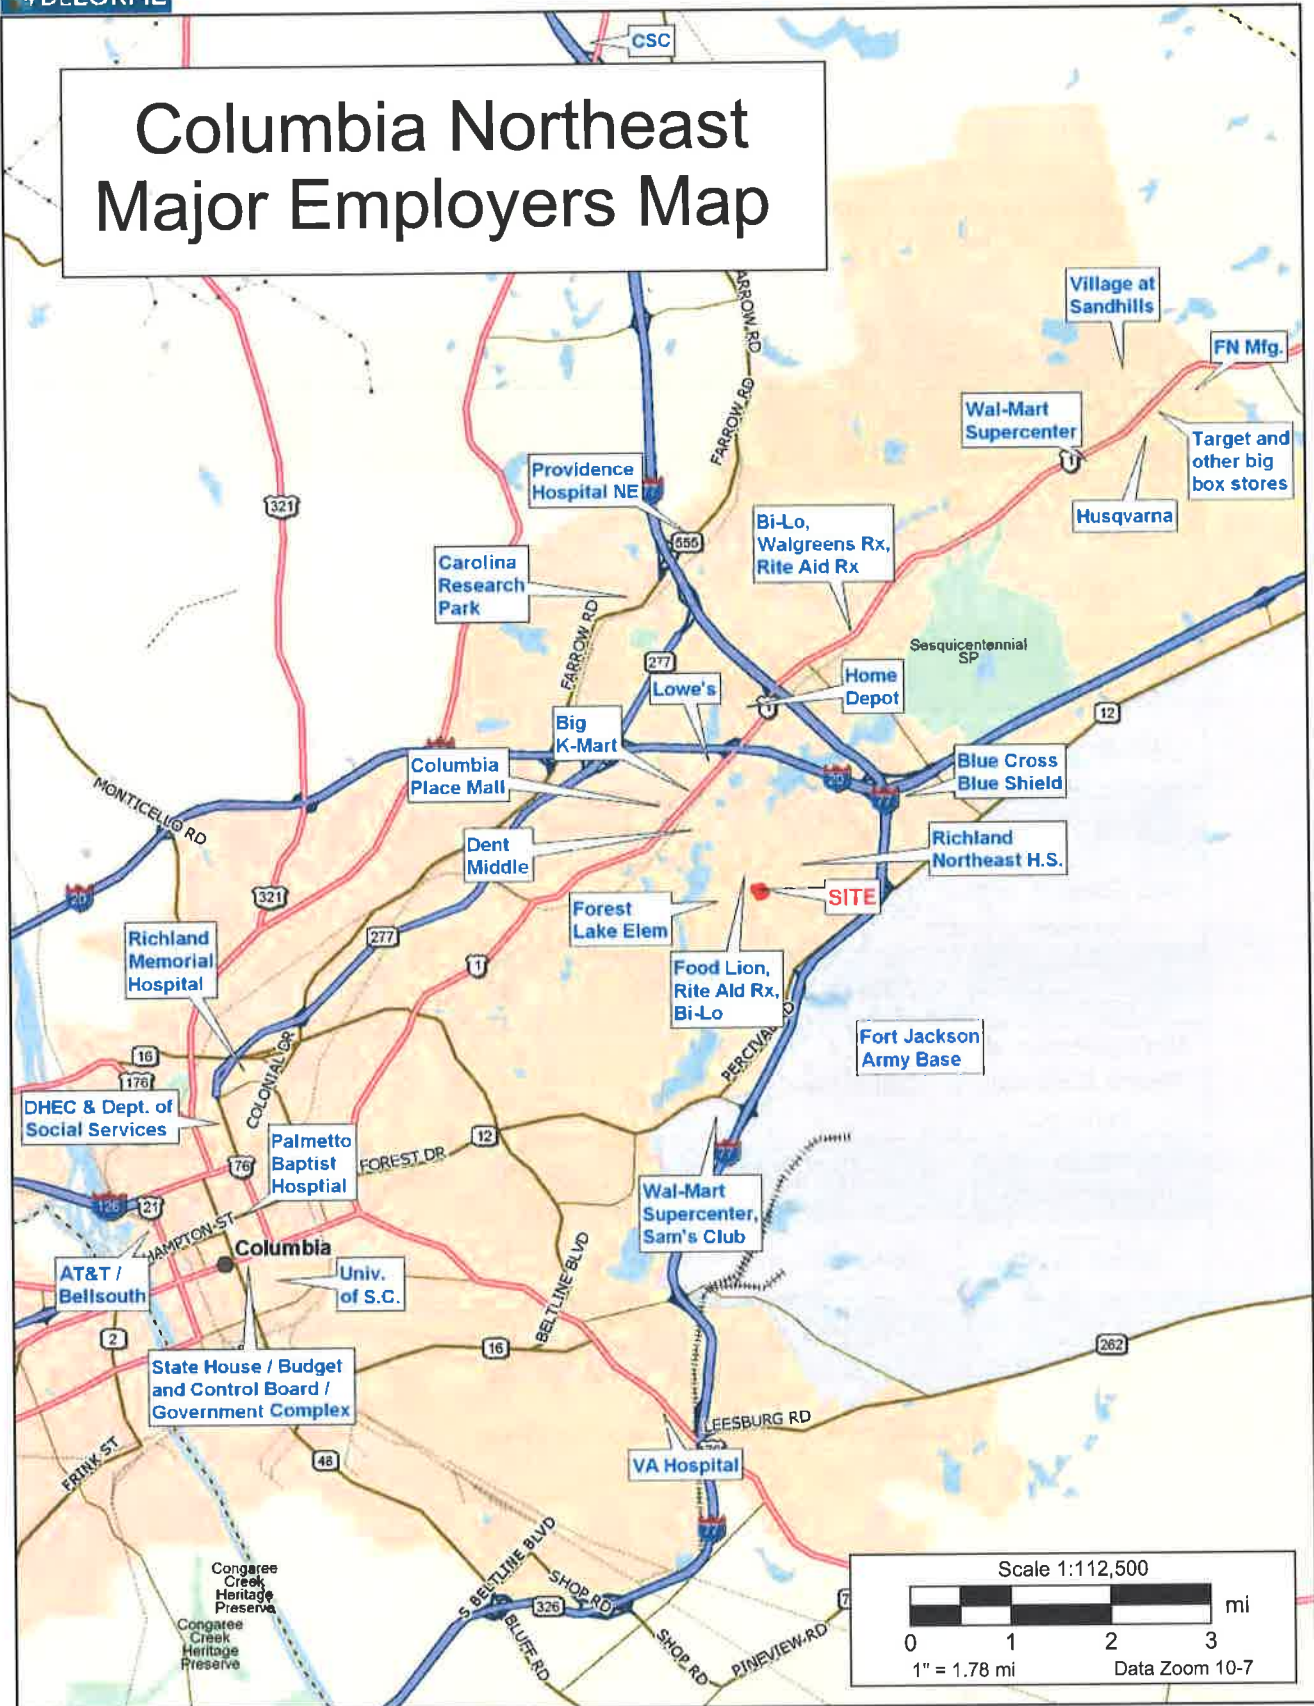 DELORME
CSC
Columbia Northeast
Major Employers Map
ARROW RD
Village at
Sandhills
FN Mfg.
FARROW RD
Wal-Mart
Supercenter
1
Target and
other big
box stores
Providence
Hospital NE
321
Husqvarna
Bi-Lo,
Walgreens Rx,
Rite Aid Rx
555
Carolina
Research
Park
FARROW RD
Sesquicentennial
SP
277
Lowe's
Home
Depot
1
12
Big
K-Mart
Columbia
Place Mall
20
Blue Cross
Blue Shield
77
MONTICELLO RD
Dent
Middle
Richland
Northeast H.S.
20
321
SITE
Forest
Lake Elem
277
Richland
Memorial
Hospital
1
Food Lion,
Rite Aid Rx,
Bi-Lo
Fort Jackson
Army Base
PERCIVAL RD
16
176
COLONIAL DR
DHEC & Dept. of
Social Services
Palmetto
Baptist
Hosptial
12
FOREST DR
76
77
126
21
Wal-Mart
Supercenter,
Sam's Club
HAMPTON ST
Columbia
AT&T /
Bellsouth
Univ.
of S.C.
BELTLINE BLVD
2
16
262
State House / Budget
and Control Board /
Government Complex
LEESBURG RD
FRINK ST
48
VA Hospital
77
S BELTLINE BLVD
SHOP RD
326
BLUFF RD
SHOP RD
PINEVIEW RD
Congaree
Creek
Heritage
Preserve
Congaree
Creek
Heritage
Preserve
Scale 1:112,500
mi
0 1 2 3
1" = 1.78 mi Data Zoom 10-7